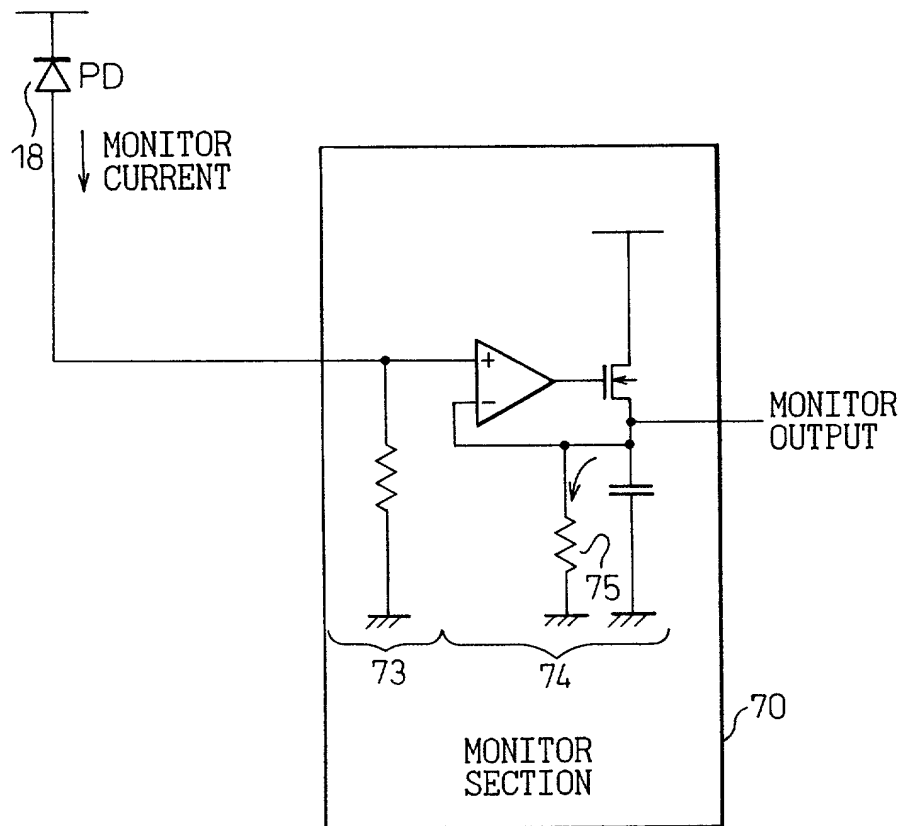 PD
18
MONITOR
CURRENT
+
−
MONITOR
OUTPUT
75
73
74
70
MONITOR
SECTION